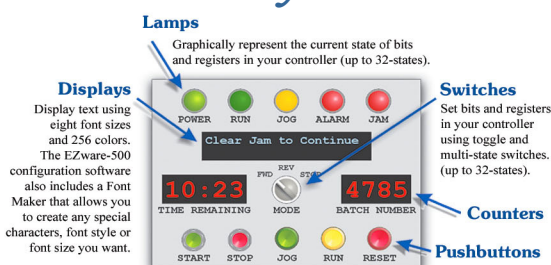 Lamps
Graphically represent the current state of bits
and registers in your controller (up to 32-states).
Displays
Display text using
eight font sizes
and 256 colors.
The EZware-500
configuration software
also includes a Font
Maker that allows you
to create any special
characters, font style or
font size you want.
Switches
Set bits and registers
in your controller
using toggle and
multi-state switches.
(up to 32-states).
POWER RUN JOG ALARM JAM
Clear Jam to Continue
REV
FWD STOP
10:23 4785
TIME REMAINING MODE BATCH NUMBER
Counters
START STOP JOG RUN RESET
Pushbuttons